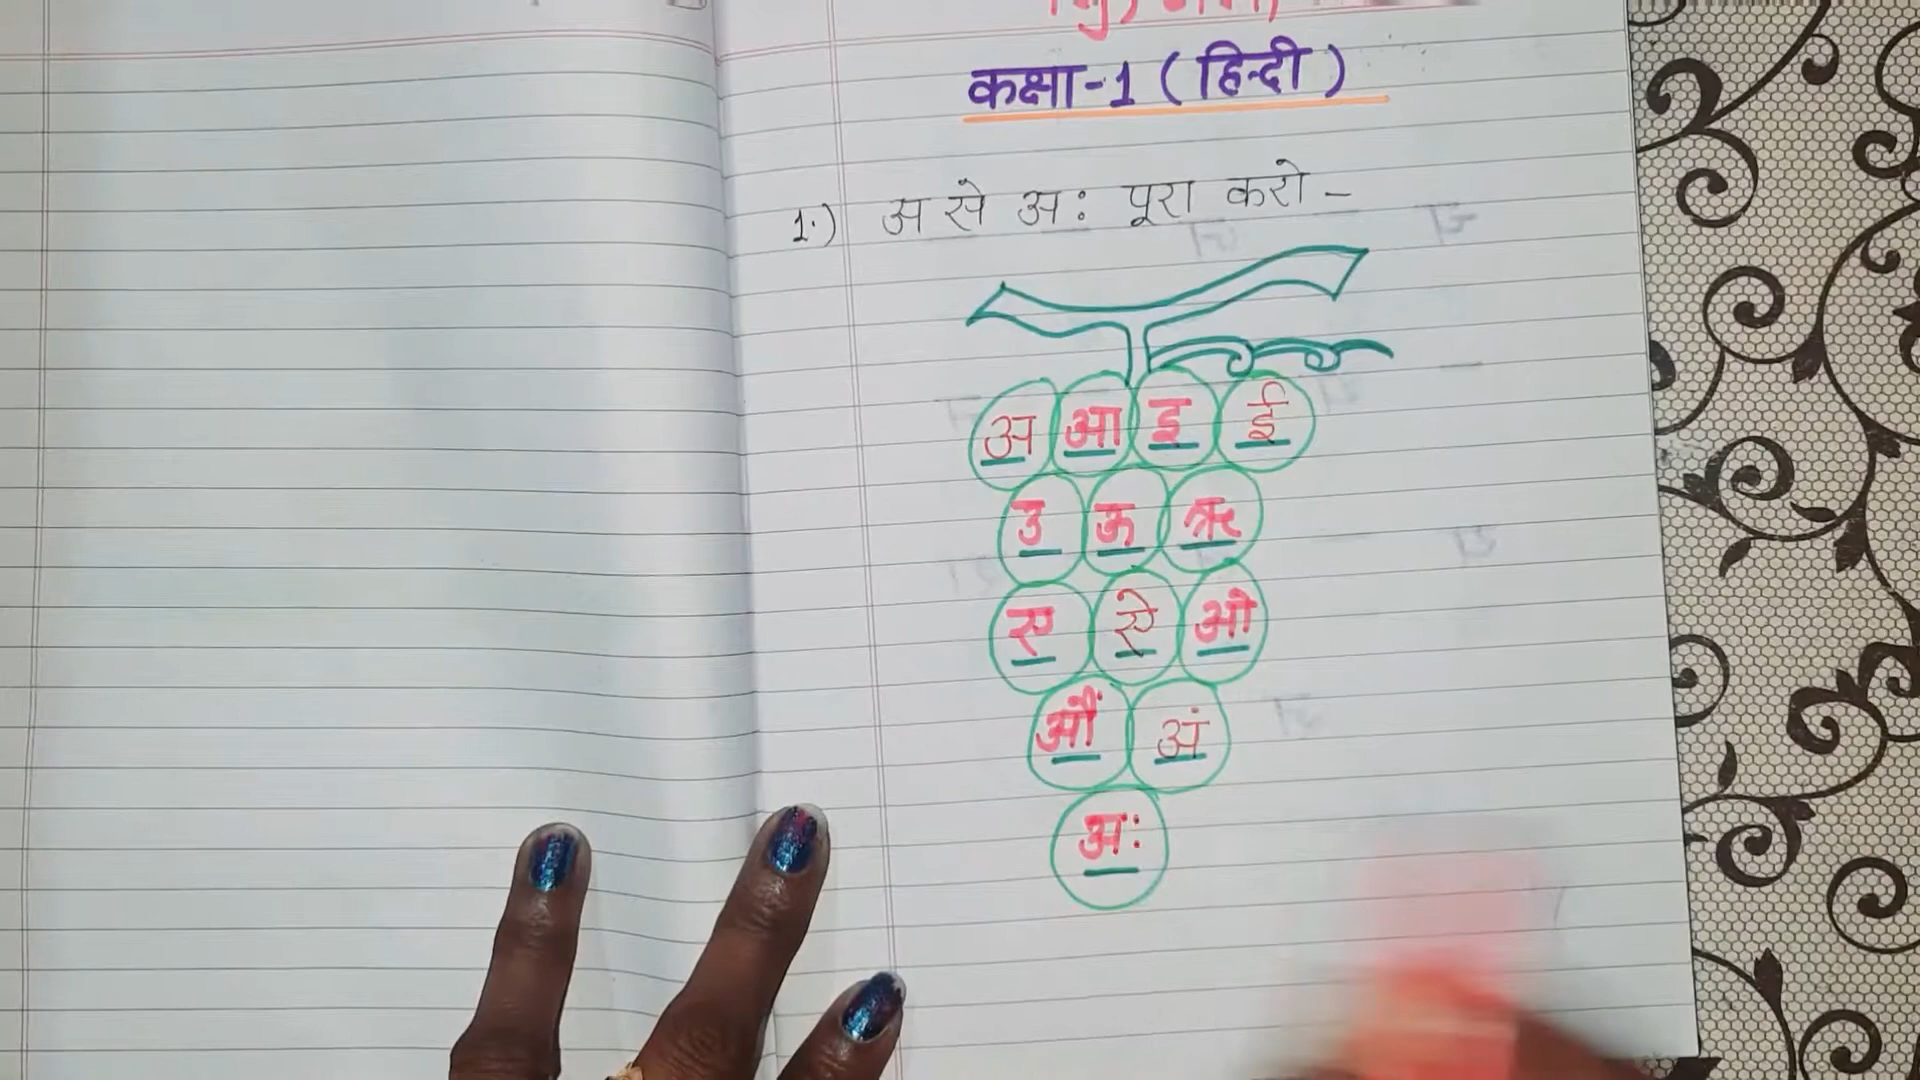 कक्षा-1 (हिन्दी)
1.) अ से अः पूरा करो -
अ आ इ ई
उ ऊ ऋ
ए ऐ ओ
औ अं
अः